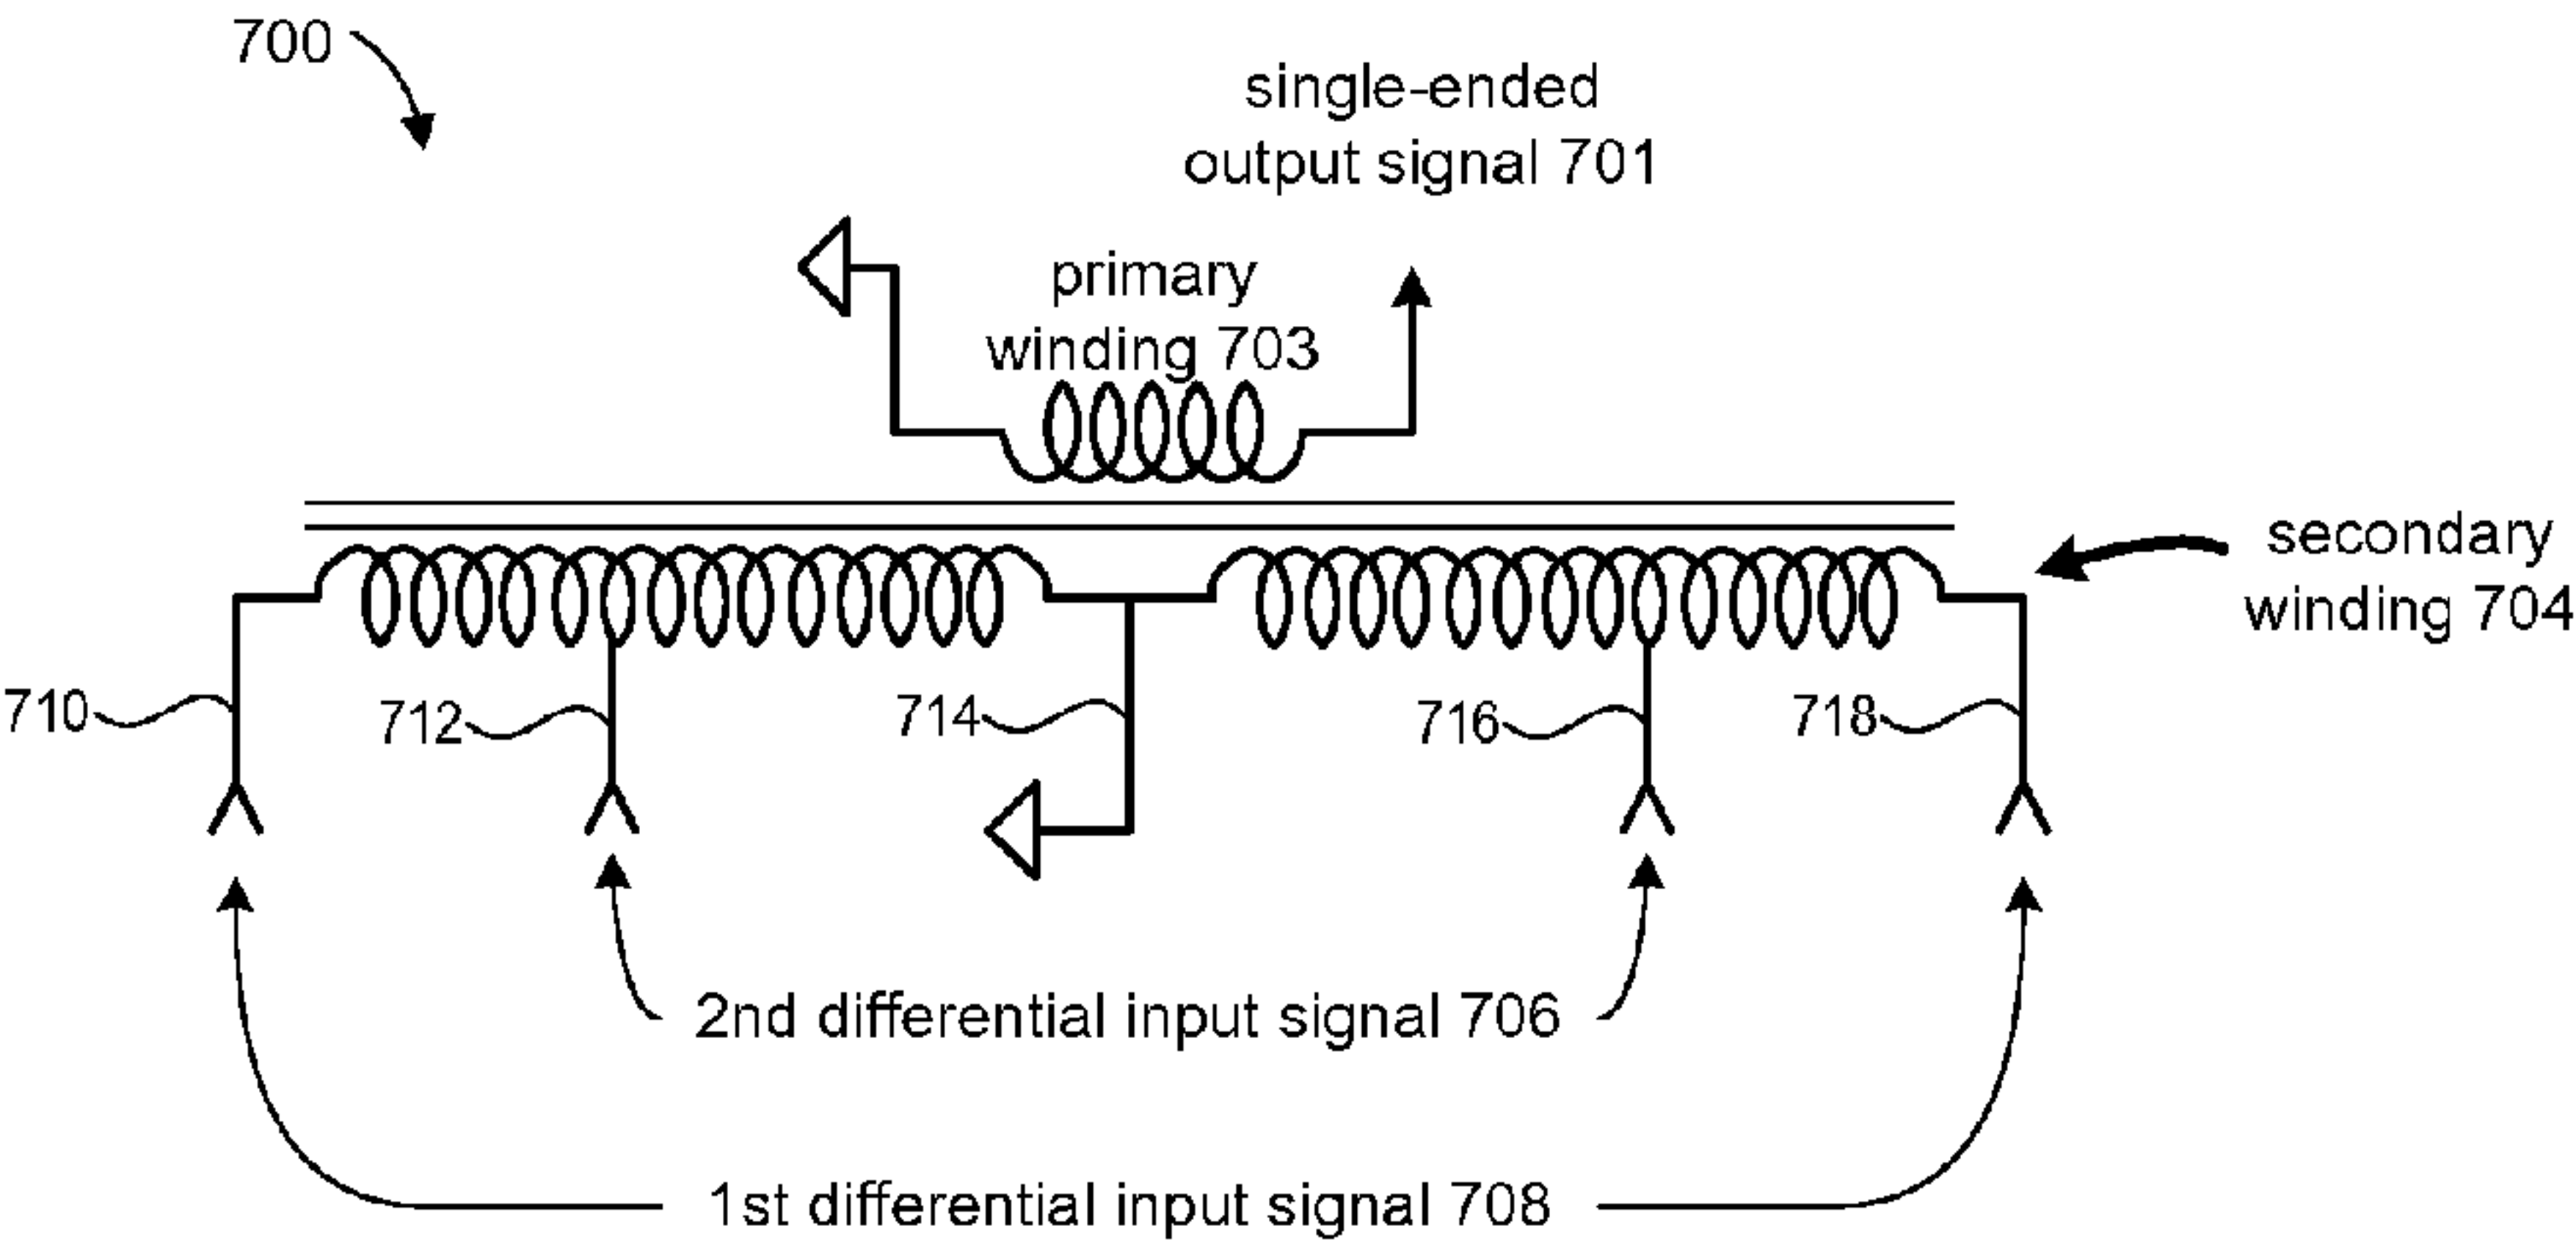 700
single-ended
output signal 701
primary
winding 703
secondary
winding 704
710
712
714
716
718
2nd differential input signal 706
1st differential input signal 708